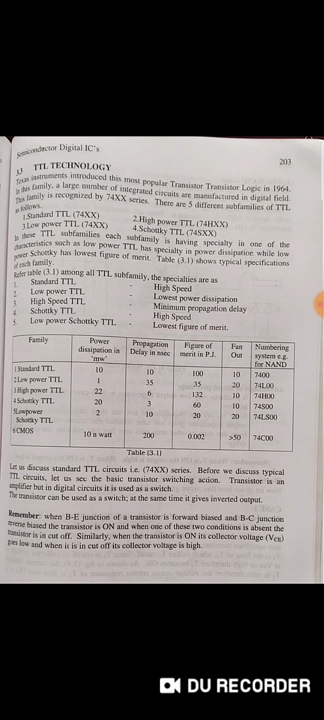 Semiconductor Digital IC's
203
3.3 TTL TECHNOLOGY
Texas instruments introduced this most popular Transistor Transistor Logic in 1964.
In this family, a large number of integrated circuits are manufactured in digital field.
This family is recognized by 74XX series. There are 5 different subfamilies of TTL
as follows.
1.Standard TTL (74XX) 2.High power TTL (74HXX)
3.Low power TTL (74XX) 4.Schottky TTL (74SXX)
In these TTL subfamilies each subfamily is having specialty in one of the
characteristics such as low power TTL has specialty in power dissipation while low
power Schottky has lowest figure of merit. Table (3.1) shows typical specifications
of each family.
Refer table (3.1) among all TTL subfamily, the specialties are as
1. Standard TTL - High Speed
2. Low power TTL - Lowest power dissipation
3. High Speed TTL - Minimum propagation delay
4. Schottky TTL - High Speed
5. Low power Schottky TTL - Lowest figure of merit.
Family Power Propagation Figure of Fan Numbering
dissipation in Delay in nsec merit in P.J. Out system e.g.
'mw' for NAND
1 Standard TTL 10 10 100 10 7400
2 Low power TTL 1 35 35 20 74L00
3 High power TTL 22 6 132 10 74H00
4 Schottky TTL 20 3 60 10 74S00
5Lowpower 2 10 20 20 74LS00
Schottky TTL
6 CMOS 10 n watt 200 0.002 >50 74C00
Table (3.1)
Let us discuss standard TTL circuits i.e. (74XX) series. Before we discuss typical
TTL circuits, let us see the basic transistor switching action. Transistor is an
amplifier but in digital circuits it is used as a switch.
The transistor can be used as a switch; at the same time it gives inverted output.
Remember: when B-E junction of a transistor is forward biased and B-C junction
reverse biased the transistor is ON and when one of these two conditions is absent the
transistor is in cut off. Similarly, when the transistor is ON its collector voltage (VCE)
goes low and when it is in cut off its collector voltage is high.
DU RECORDER